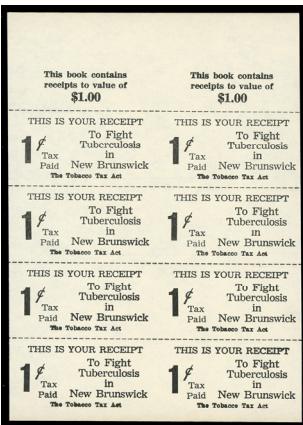 This book contains
receipts to value of
$1.00
This book contains
receipts to value of
$1.00
THIS IS YOUR RECEIPT
1¢ Tax Paid
To Fight
Tuberculosis
in
New Brunswick
The Tobacco Tax Act
THIS IS YOUR RECEIPT
1¢ Tax Paid
To Fight
Tuberculosis
in
New Brunswick
The Tobacco Tax Act
THIS IS YOUR RECEIPT
1¢ Tax Paid
To Fight
Tuberculosis
in
New Brunswick
The Tobacco Tax Act
THIS IS YOUR RECEIPT
1¢ Tax Paid
To Fight
Tuberculosis
in
New Brunswick
The Tobacco Tax Act
THIS IS YOUR RECEIPT
1¢ Tax Paid
To Fight
Tuberculosis
in
New Brunswick
The Tobacco Tax Act
THIS IS YOUR RECEIPT
1¢ Tax Paid
To Fight
Tuberculosis
in
New Brunswick
The Tobacco Tax Act
THIS IS YOUR RECEIPT
1¢ Tax Paid
To Fight
Tuberculosis
in
New Brunswick
The Tobacco Tax Act
THIS IS YOUR RECEIPT
1¢ Tax Paid
To Fight
Tuberculosis
in
New Brunswick
The Tobacco Tax Act